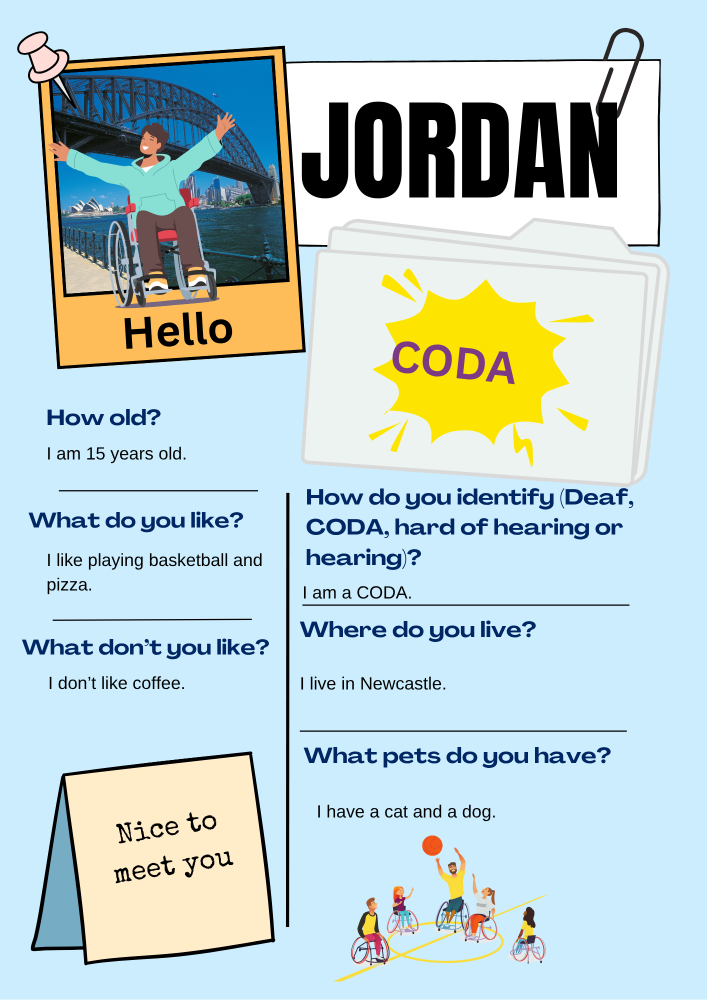 JORDAN
Hello
CODA
How old?
I am 15 years old.
What do you like?
I like playing basketball and
pizza.
What don’t you like?
I don’t like coffee.
Nice to
meet you
How do you identify (Deaf,
CODA, hard of hearing or
hearing)?
I am a CODA.
Where do you live?
I live in Newcastle.
What pets do you have?
I have a cat and a dog.